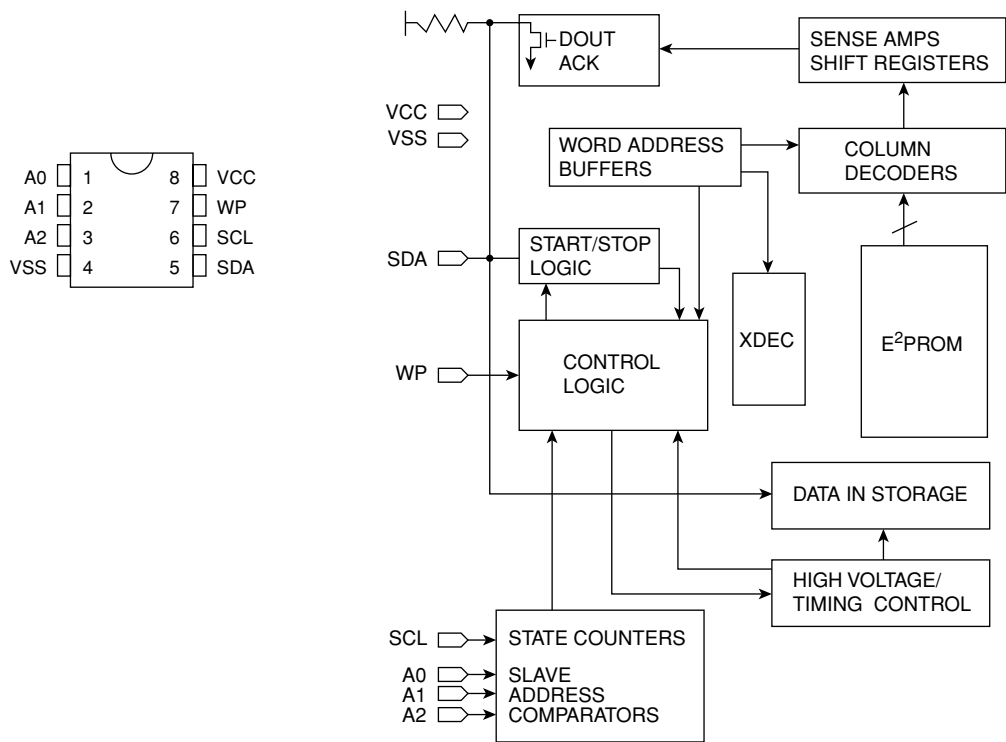 A0 1 8 VCC
A1 2 7 WP
A2 3 6 SCL
VSS 4 5 SDA
DOUT
ACK
SENSE AMPS
SHIFT REGISTERS
VCC
VSS
WORD ADDRESS
BUFFERS
COLUMN
DECODERS
SDA
START/STOP
LOGIC
XDEC
E²PROM
WP
CONTROL
LOGIC
DATA IN STORAGE
HIGH VOLTAGE/
TIMING CONTROL
SCL
STATE COUNTERS
A0
SLAVE
A1
ADDRESS
A2
COMPARATORS